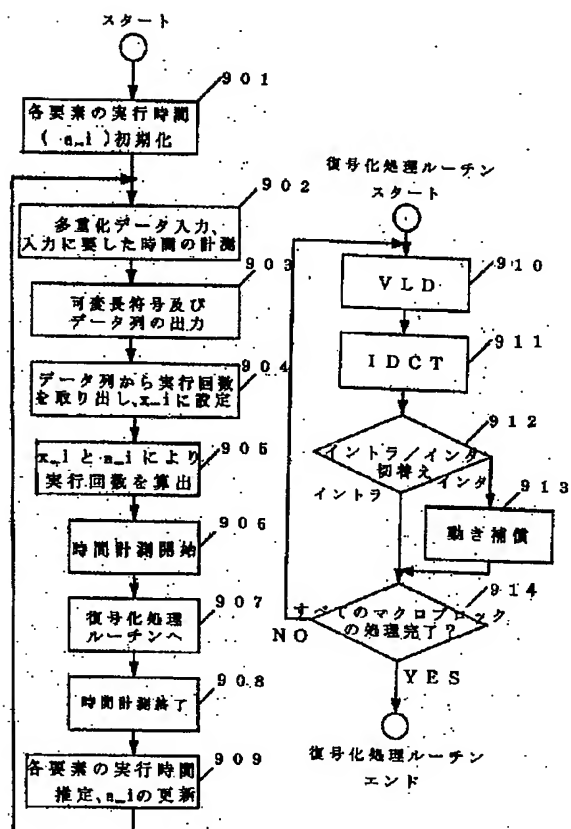 スタート
901
各要素の実行時間
(a_i)初期化
902
多重化データ入力、
入力に要した時間の計測
903
可変長符号及び
データ列の出力
904
データ列から実行回数
を取り出し、x_iに設定
905
x_iとa_iにより
実行回数を算出
906
時間計測開始
907
復号化処理
ルーチンへ
908
時間計測終了
909
各要素の実行時間
推定、a_iの更新
復号化処理ルーチン
スタート
910
VLD
911
IDCT
912
イントラ/インタ
切替え
イントラ
インタ
913
動き補償
914
すべてのマクロブロック
の処理完了?
NO
YES
復号化処理ルーチン
エンド